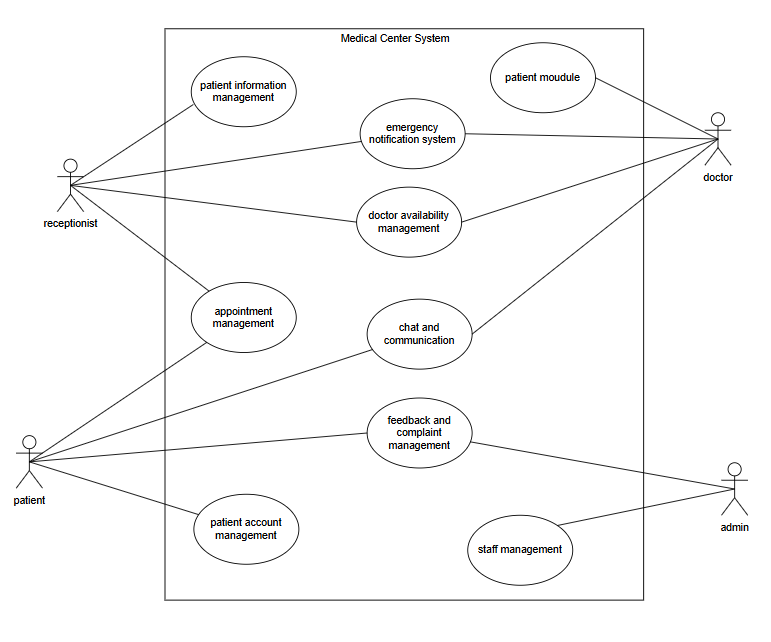 Medical Center System
patient information
management
patient moudule
emergency
notification system
doctor
doctor availability
management
receptionist
appointment
management
chat and
communication
feedback and
complaint
management
patient
patient account
management
admin
staff management